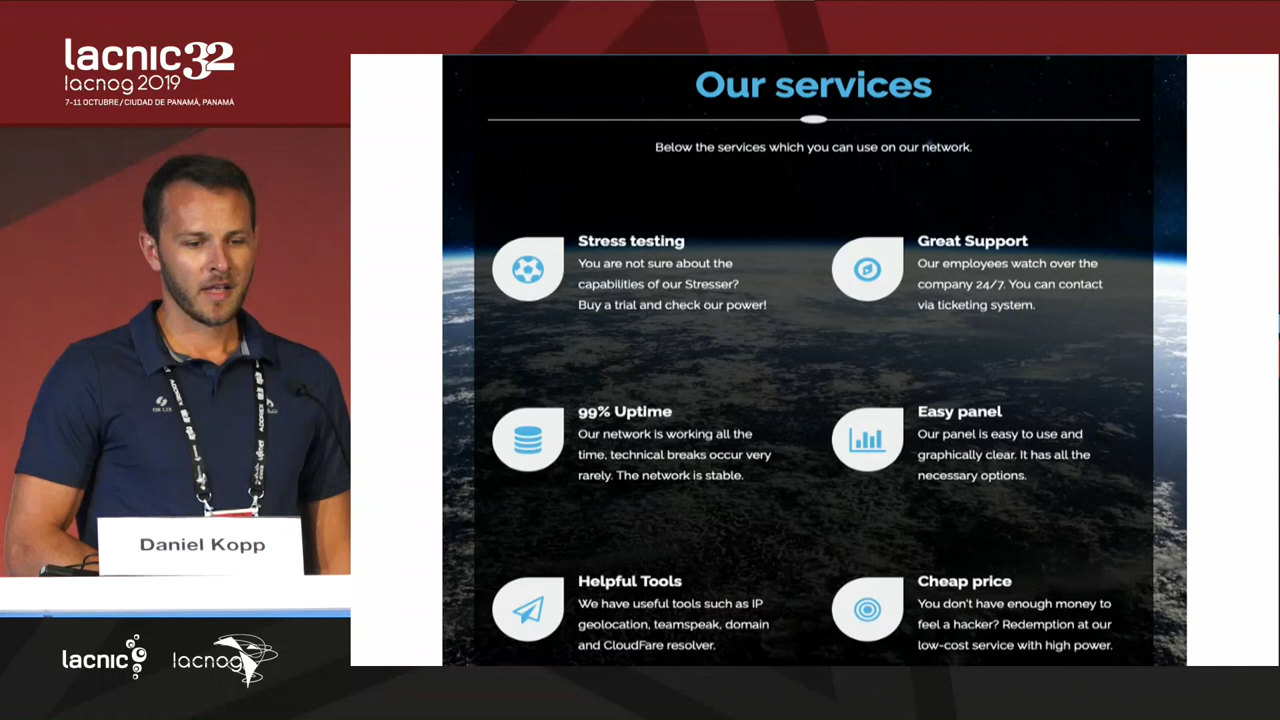 lacnic32
lacnog 2019
7-11 OCTUBRE / CIUDAD DE PANAMÁ, PANAMÁ
Our services
Below the services which you can use on our network.
Stress testing
You are not sure about the
capabilities of our Stresser?
Buy a trial and check our power!
Great Support
Our employees watch over the
company 24/7. You can contact
via ticketing system.
99% Uptime
Our network is working all the
time, technical breaks occur very
rarely. The network is stable.
Easy panel
Our panel is easy to use and
graphically clear. It has all the
necessary options.
Helpful Tools
We have useful tools such as IP
geolocation, teamspeak, domain
and CloudFare resolver.
Cheap price
You don't have enough money to
feel a hacker? Redemption at our
low-cost service with high power.
Daniel Kopp
lacnic
lacnog